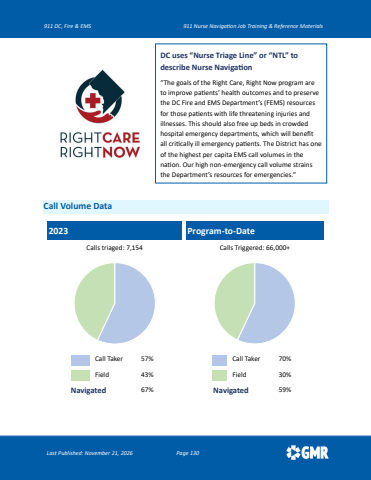 911 DC, Fire & EMS
911 Nurse Navigation Job Training & Reference Materials
RIGHTCARE
RIGHTNOW
DC uses “Nurse Triage Line” or “NTL” to
describe Nurse Navigation
“The goals of the Right Care, Right Now program are
to improve patients’ health outcomes and to preserve
the DC Fire and EMS Department’s (FEMS) resources
for those patients with life threatening injuries and
illnesses. This should also free up beds in crowded
hospital emergency departments, which will benefit
all critically ill emergency patients. The District has one
of the highest per capita EMS call volumes in the
nation. Our high non-emergency call volume strains
the Department’s resources for emergencies.”
Call Volume Data
2023
Program-to-Date
Calls triaged: 7,154
Calls Triggered: 66,000+
Call Taker 57%
Call Taker 70%
Field 43%
Field 30%
Navigated 67%
Navigated 59%
Last Published: November 21, 2026
Page 130
GMR